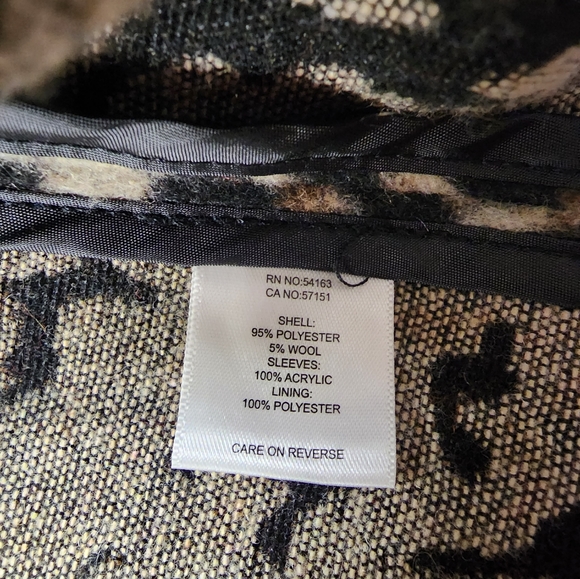 RN NO:54163
CA NO:57151
SHELL:
95% POLYESTER
5% WOOL
SLEEVES:
100% ACRYLIC
LINING:
100% POLYESTER
CARE ON REVERSE